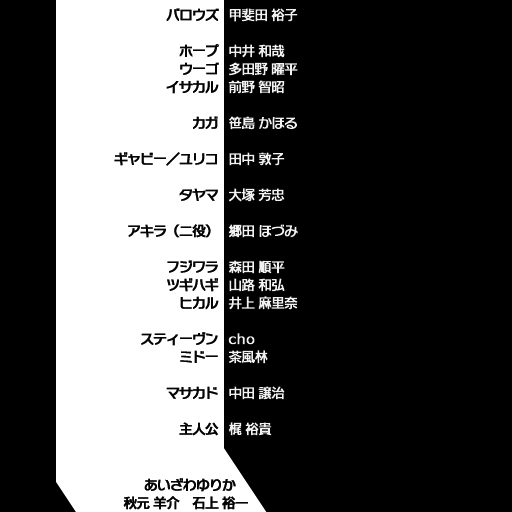 バロウズ 甲斐田 裕子
ホープ 中井 和哉
ウーゴ 多田野 曜平
イサカル 前野 智昭
カガ 笹島 かほる
ギャビー／ユリコ 田中 敦子
タヤマ 大塚 芳忠
アキラ（二役） 郷田 ほづみ
フジワラ 森田 順平
ツギハギ 山路 和弘
ヒカル 井上 麻里奈
スティーヴン cho
ミドー 茶風林
マサカド 中田 譲治
主人公 梶 裕貴
あいざわゆりか
秋元 羊介　石上 裕一